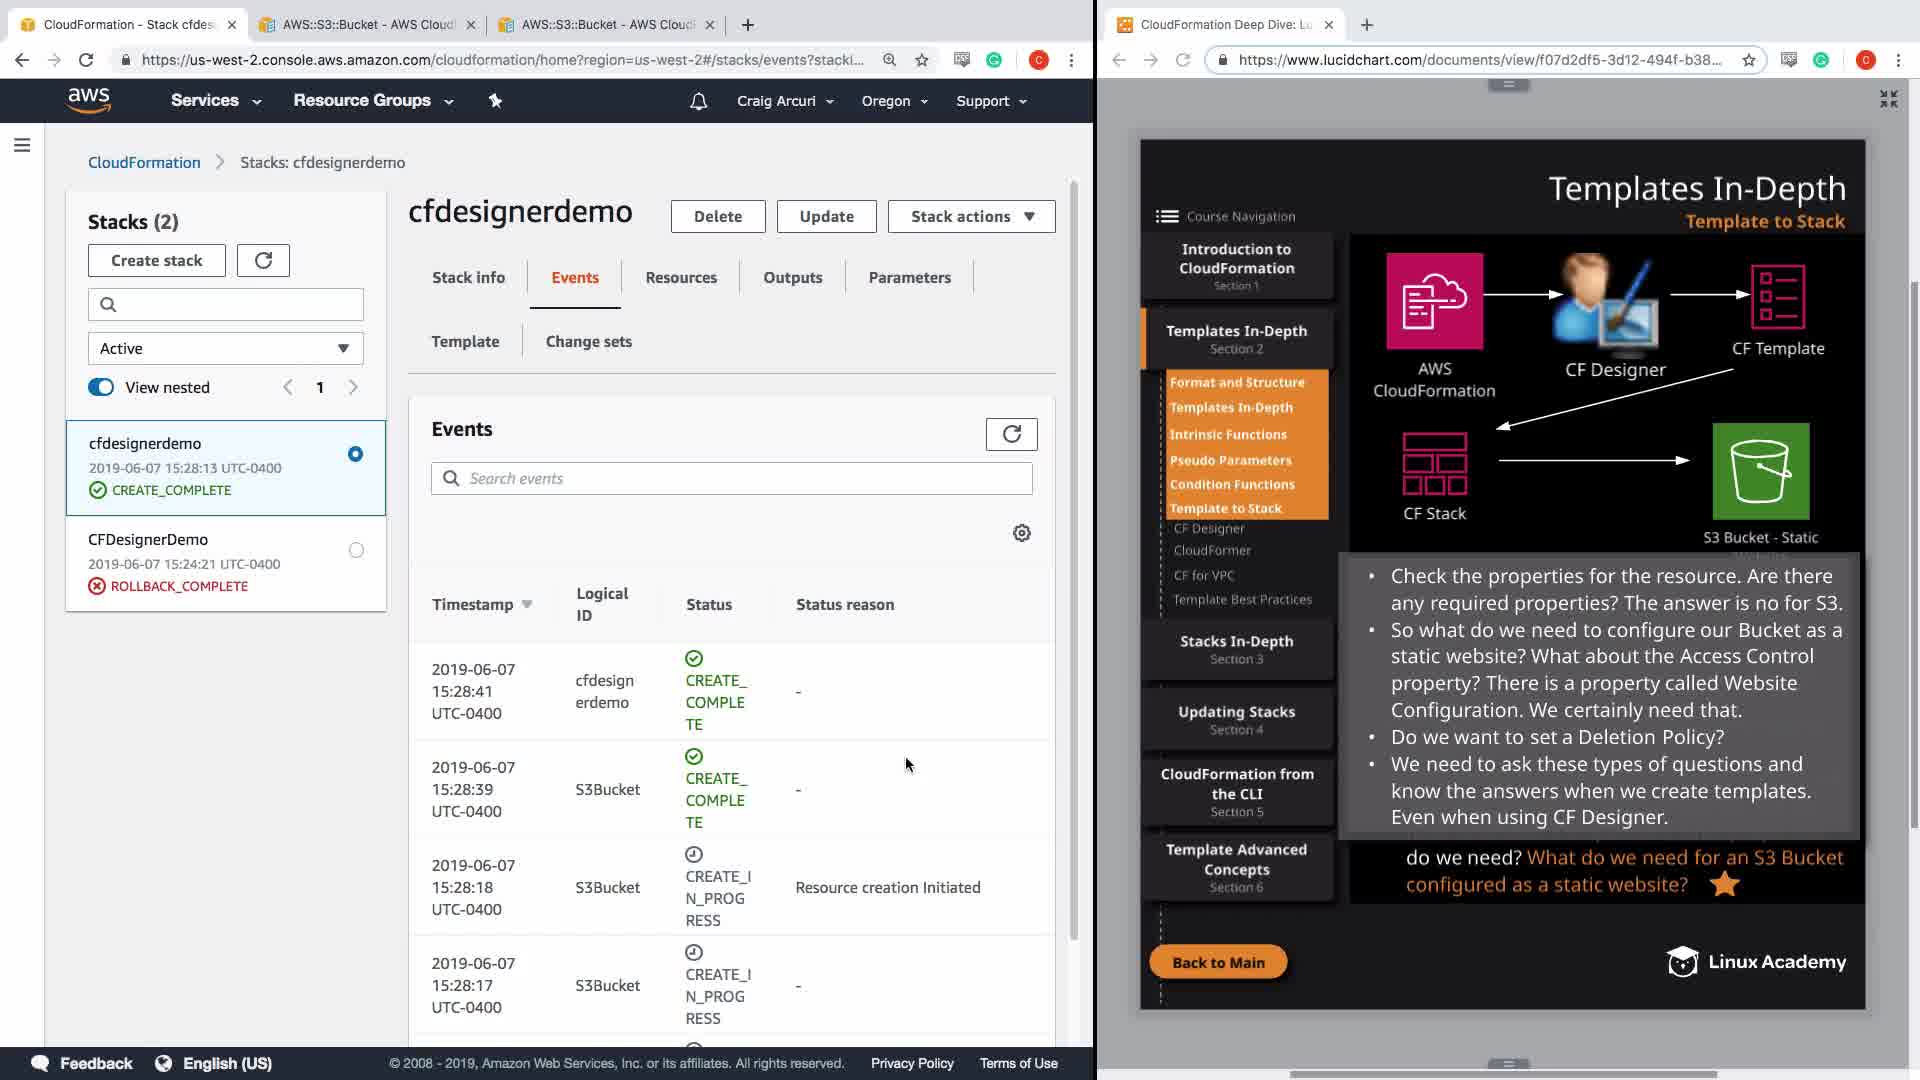 CloudFormation - Stack cfdes
AWS::S3::Bucket - AWS Cloud
AWS::S3::Bucket - AWS Cloud
https://us-west-2.console.aws.amazon.com/cloudformation/home?region=us-west-2#/stacks/events?stacki...
C
aws
Services
Resource Groups
Craig Arcuri
Oregon
Support
CloudFormation
Stacks: cfdesignerdemo
Stacks (2)
Create stack
Active
View nested
1
cfdesignerdemo
2019-06-07 15:28:13 UTC-0400
CREATE_COMPLETE
CFDesignerDemo
2019-06-07 15:24:21 UTC-0400
ROLLBACK_COMPLETE
cfdesignerdemo
Delete
Update
Stack actions
Stack info
Events
Resources
Outputs
Parameters
Template
Change sets
Events
Search events
Timestamp
Logical
ID
Status
Status reason
2019-06-07
15:28:41
UTC-0400
cfdesign
erdemo
CREATE_
COMPLE
TE
-
2019-06-07
15:28:39
UTC-0400
S3Bucket
CREATE_
COMPLE
TE
-
2019-06-07
15:28:18
UTC-0400
S3Bucket
CREATE_I
N_PROG
RESS
Resource creation Initiated
2019-06-07
15:28:17
UTC-0400
S3Bucket
CREATE_I
N_PROG
RESS
-
Feedback
English (US)
© 2008 - 2019, Amazon Web Services, Inc. or its affiliates. All rights reserved.
Privacy Policy
Terms of Use
CloudFormation Deep Dive: Lu
https://www.lucidchart.com/documents/view/f07d2df5-3d12-494f-b38...
C
Templates In-Depth
Template to Stack
Course Navigation
Introduction to
CloudFormation
Section 1
Templates In-Depth
Section 2
Format and Structure
Templates In-Depth
Intrinsic Functions
Pseudo Parameters
Condition Functions
Template to Stack
CF Designer
CloudFormer
CF for VPC
Template Best Practices
Stacks In-Depth
Section 3
Updating Stacks
Section 4
CloudFormation from
the CLI
Section 5
Template Advanced
Concepts
Section 6
Back to Main
AWS
CloudFormation
CF Designer
CF Template
CF Stack
S3 Bucket - Static
• Check the properties for the resource. Are there
any required properties? The answer is no for S3.
• So what do we need to configure our Bucket as a
static website? What about the Access Control
property? There is a property called Website
Configuration. We certainly need that.
• Do we want to set a Deletion Policy?
• We need to ask these types of questions and
know the answers when we create templates.
Even when using CF Designer.
do we need? What do we need for an S3 Bucket
configured as a static website?
Linux Academy